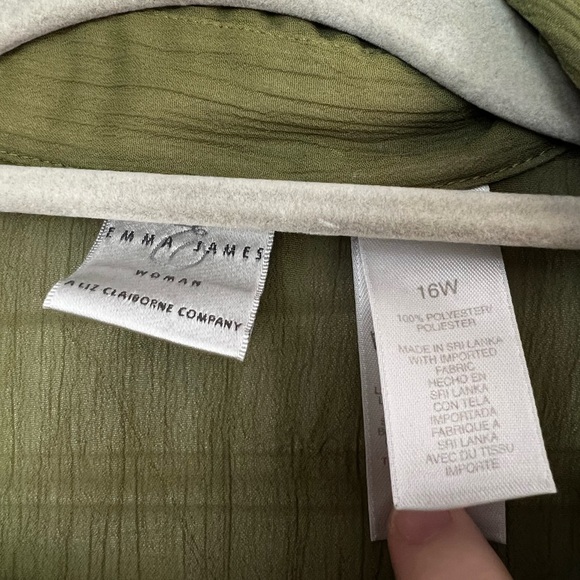 EMMA JAMES
WOMAN
A LIZ CLAIBORNE COMPANY
16W
100% POLYESTER/
POLIESTER
MADE IN SRI LANKA
WITH IMPORTED
FABRIC
HECHO EN
SRI LANKA
CON TELA
IMPORTADA
FABRIQUE A
SRI LANKA
AVEC DU TISSU
IMPORTE